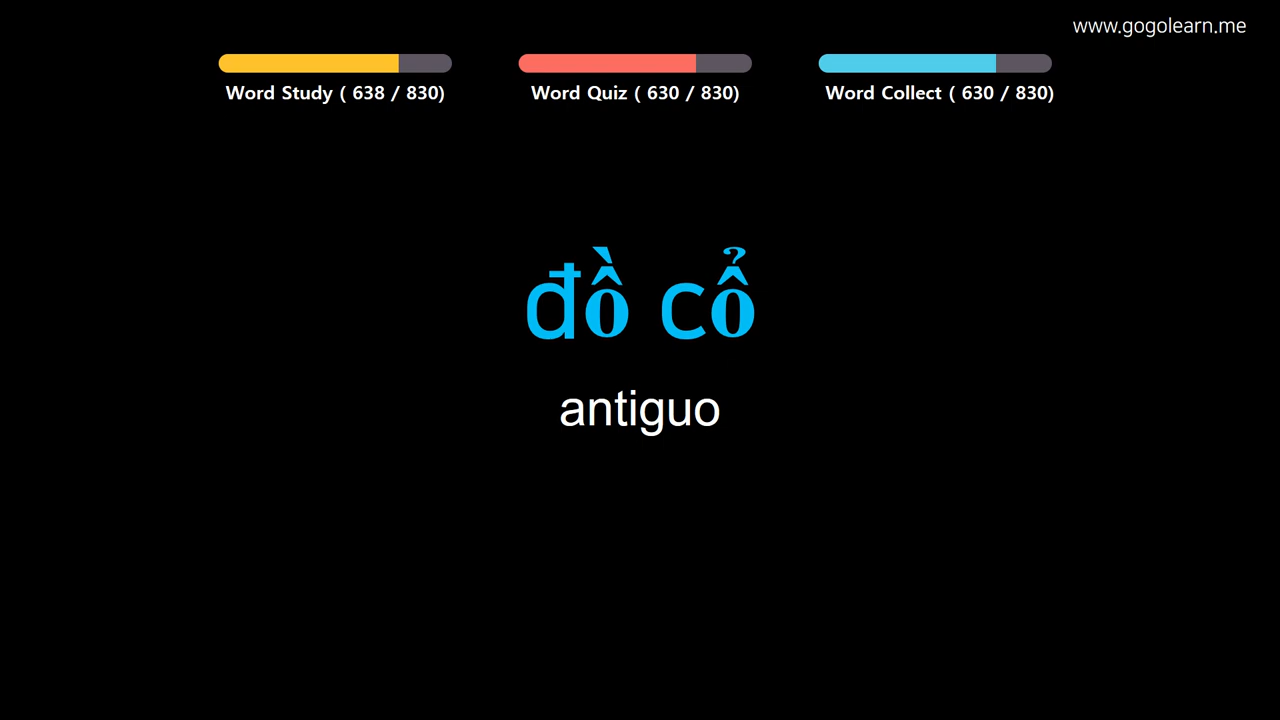 www.gogolearn.me
Word Study ( 638 / 830)
Word Quiz ( 630 / 830)
Word Collect ( 630 / 830)
đồ cổ
antiguo